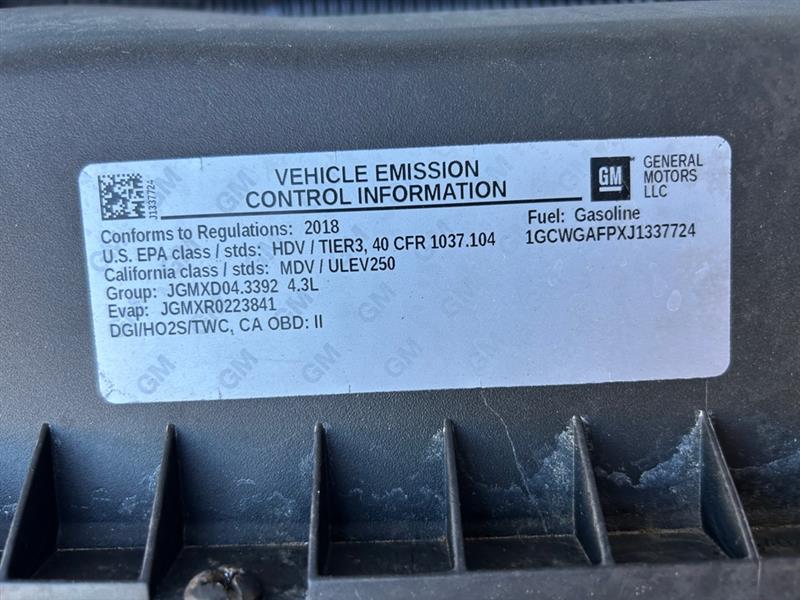 VEHICLE EMISSION
CONTROL INFORMATION
GM
GENERAL
MOTORS
LLC
J1337724
Conforms to Regulations: 2018
Fuel: Gasoline
U.S. EPA class / stds: HDV / TIER3, 40 CFR 1037.104
1GCWGAFPXJ1337724
California class / stds: MDV / ULEV250
Group: JGMXD04.3392 4.3L
Evap: JGMXR0223841
DGI/HO2S/TWC, CA OBD: II